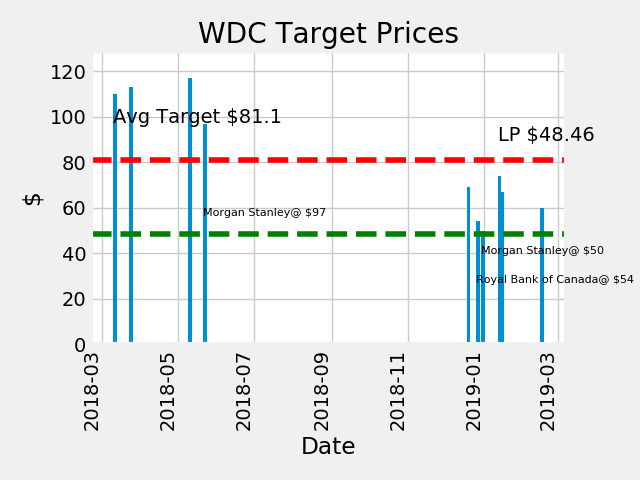 WDC Target Prices
120
100
80
60
40
20
0
$
Avg Target $81.1
LP $48.46
Morgan Stanley@ $97
Morgan Stanley@ $50
Royal Bank of Canada@ $54
2018-03
2018-05
2018-07
2018-09
2018-11
2019-01
2019-03
Date